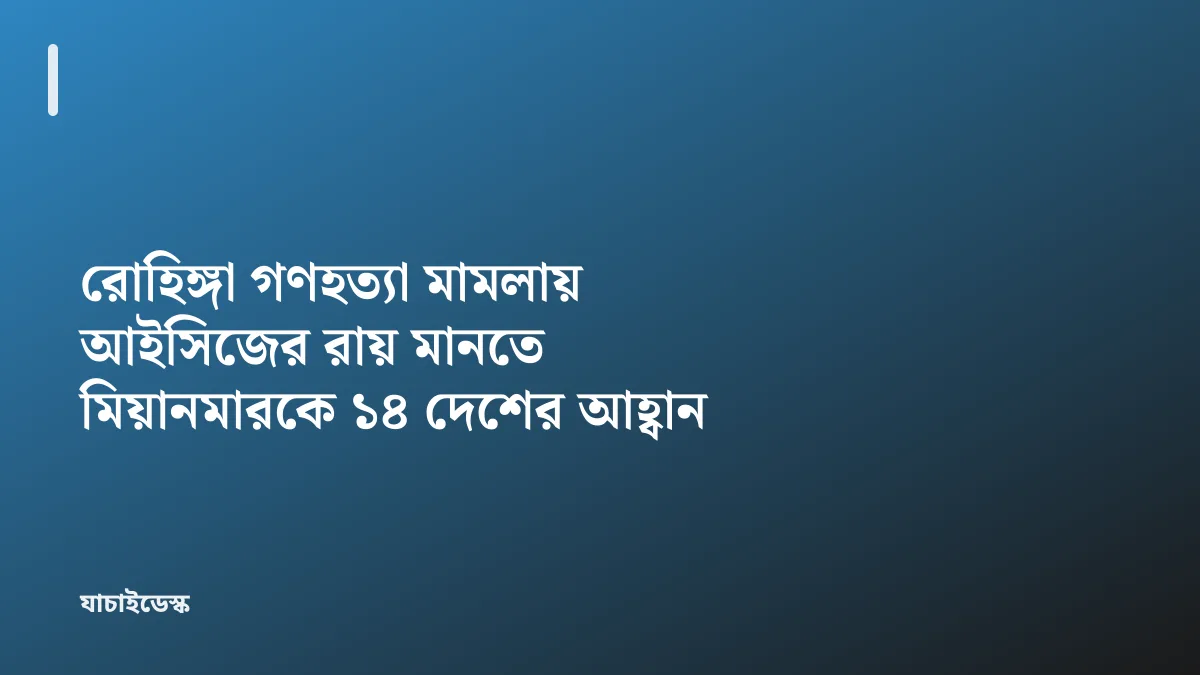 রোহিঙ্গা গণহত্যা মামলায়
আইসিজের রায় মানতে
মিয়ানমারকে ১৪ দেশের আহ্বান
যাচাইডেস্ক